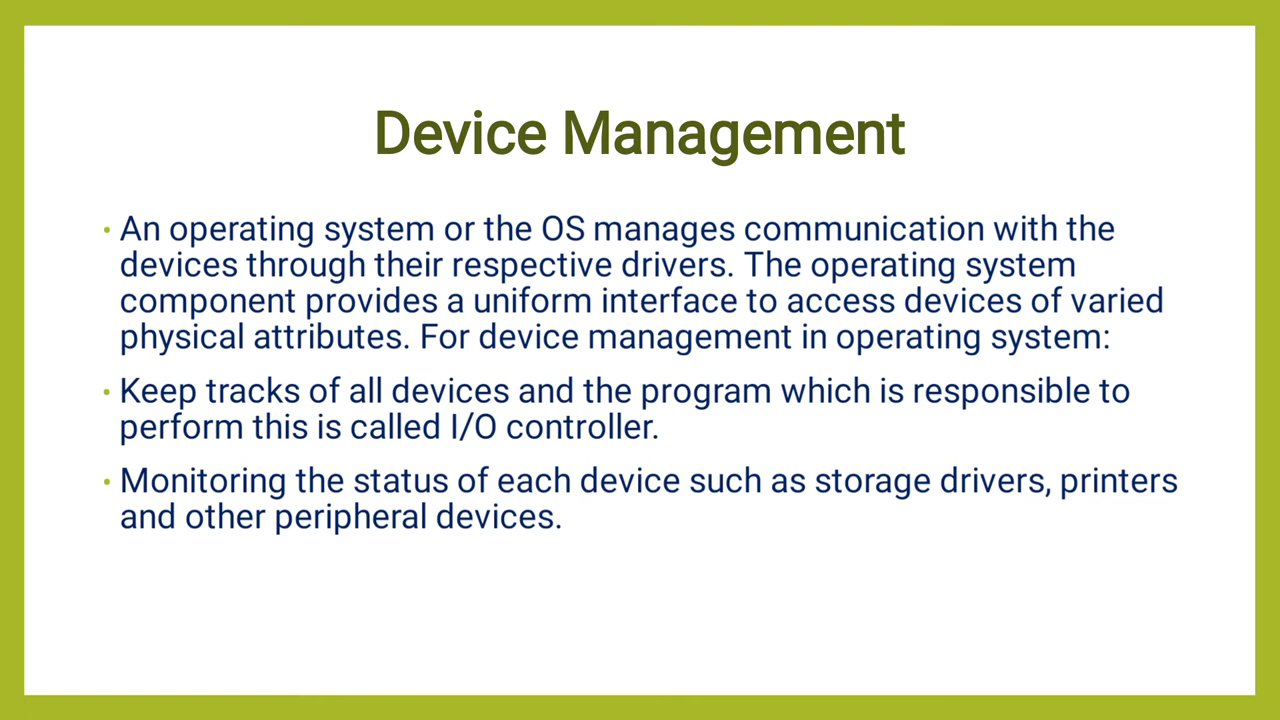 Device Management
• An operating system or the OS manages communication with the
devices through their respective drivers. The operating system
component provides a uniform interface to access devices of varied
physical attributes. For device management in operating system:
• Keep tracks of all devices and the program which is responsible to
perform this is called I/O controller.
• Monitoring the status of each device such as storage drivers, printers
and other peripheral devices.